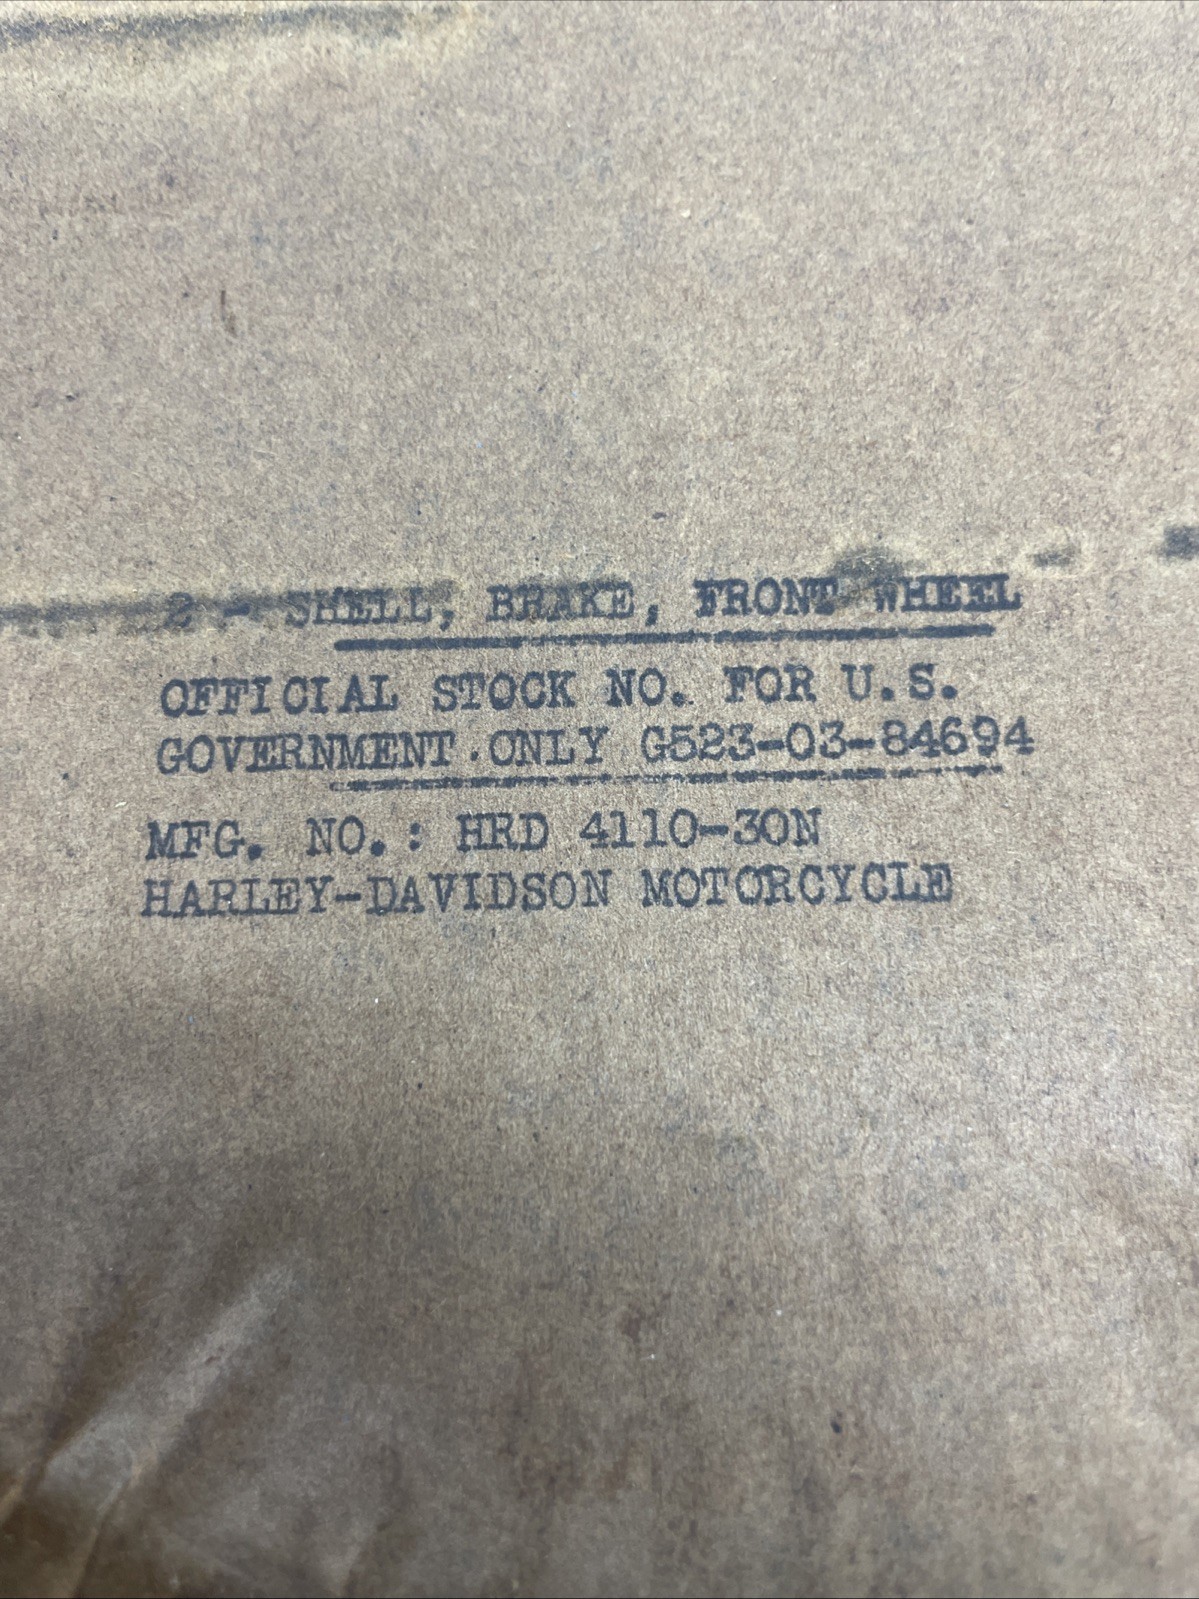 2 - SHELL, BRAKE, FRONT WHEEL
OFFICIAL STOCK NO. FOR U.S.
GOVERNMENT ONLY G523-03-84694
MFG. NO.: HRD 4110-30N
HARLEY-DAVIDSON MOTORCYCLE